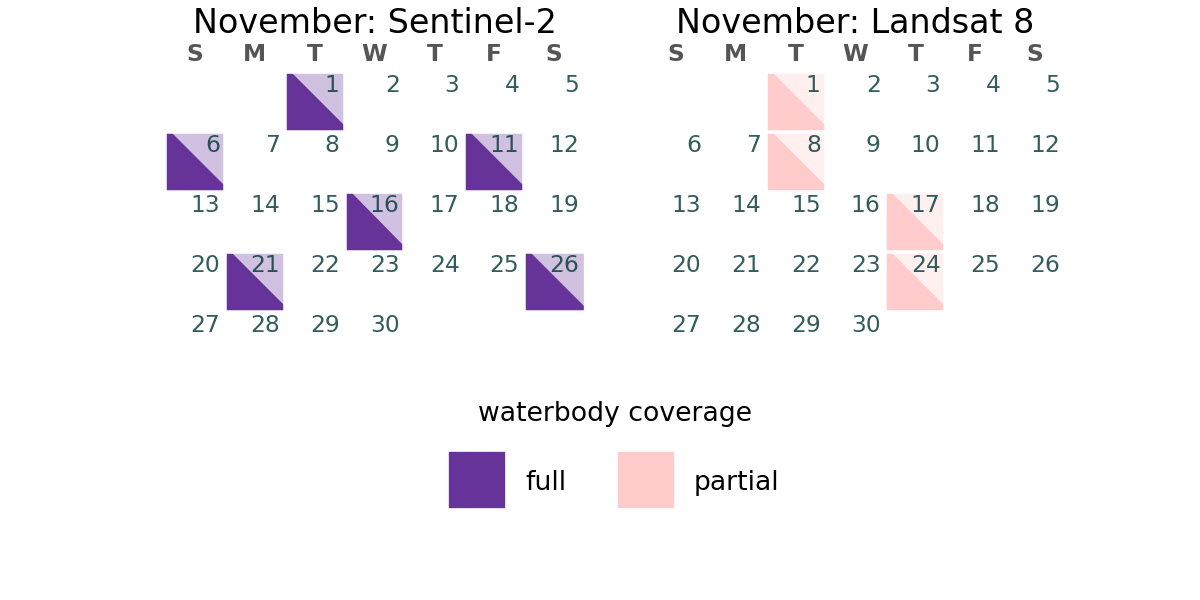 November: Sentinel-2
S M T W T F S
1 2 3 4 5
6 7 8 9 10 11 12
13 14 15 16 17 18 19
20 21 22 23 24 25 26
27 28 29 30
November: Landsat 8
S M T W T F S
1 2 3 4 5
6 7 8 9 10 11 12
13 14 15 16 17 18 19
20 21 22 23 24 25 26
27 28 29 30
waterbody coverage
full
partial